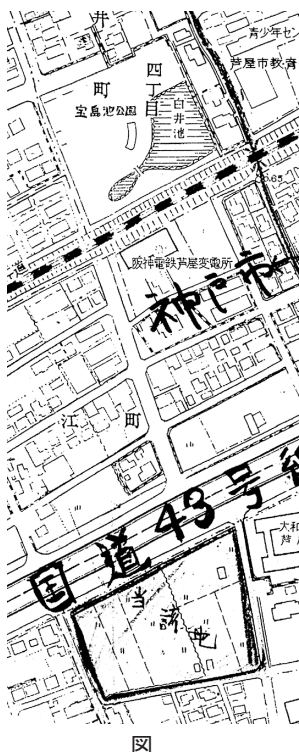 井
町
四丁目
宝島池公園
白井池
青少年セン
芦屋市教育
阪神電鉄芦屋変電所
神戸市
江
町
国道43号線
大和
芦
当該地
図